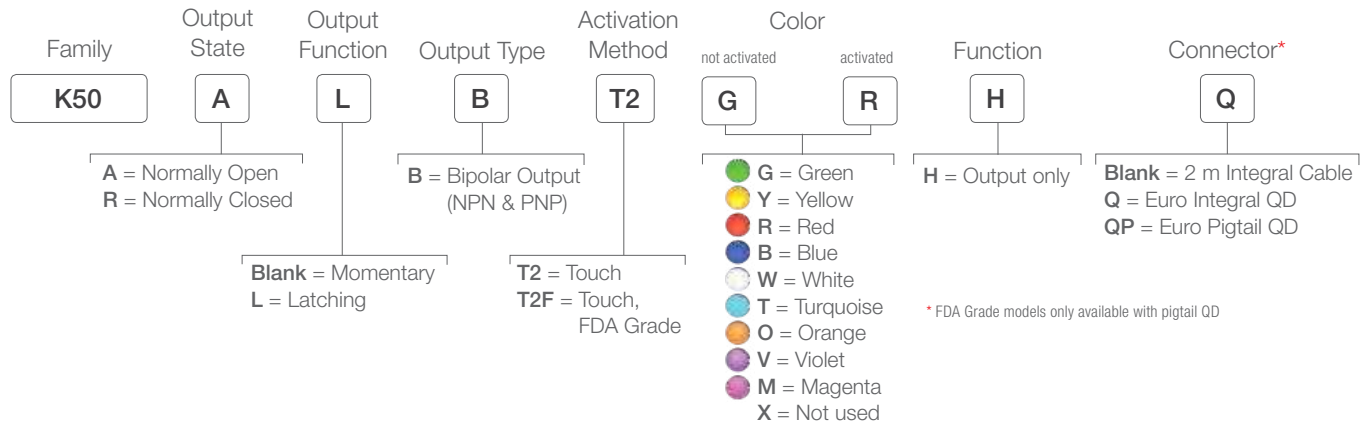 Family
Output
State
Output
Function
Output Type
Activation
Method
Color
not activated
activated
Function
Connector*
K50
A
L
B
T2
G
R
H
Q
A = Normally Open
R = Normally Closed
Blank = Momentary
L = Latching
B = Bipolar Output
(NPN & PNP)
T2 = Touch
T2F = Touch,
FDA Grade
G = Green
Y = Yellow
R = Red
B = Blue
W = White
T = Turquoise
O = Orange
V = Violet
M = Magenta
X = Not used
H = Output only
Blank = 2 m Integral Cable
Q = Euro Integral QD
QP = Euro Pigtail QD
* FDA Grade models only available with pigtail QD